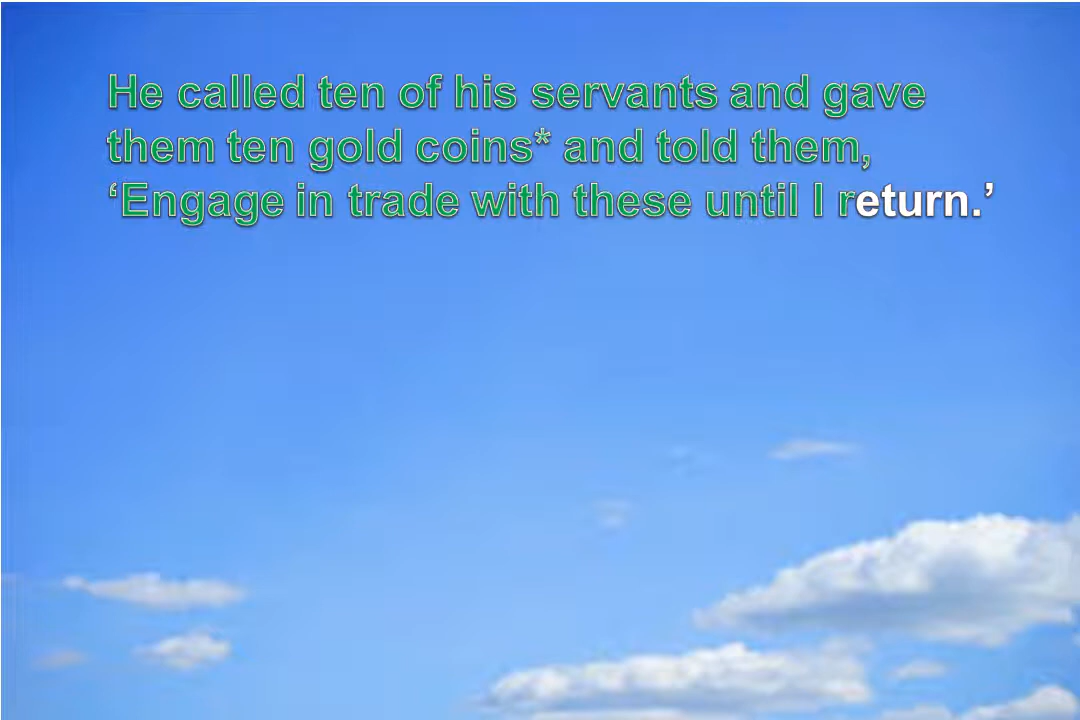 He called ten of his servants and gave
them ten gold coins* and told them,
‘Engage in trade with these until I return.’